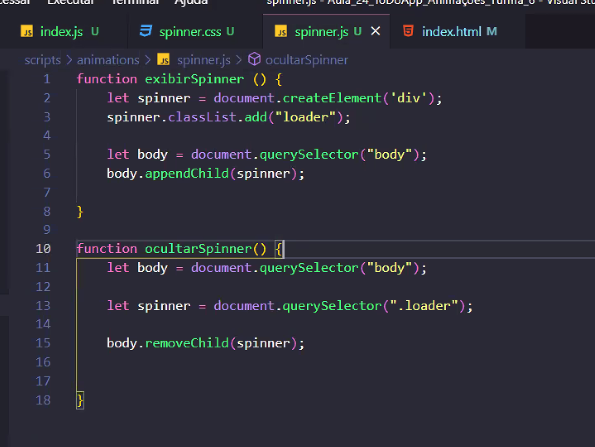 Executar Terminal Ajuda spinner.js - Aula_24_ToDoApp_Animações_Turma_6 - Visual
JS index.js U spinner.css U JS spinner.js U × index.html M
scripts > animations > JS spinner.js > ocultarSpinner
1 function exibirSpinner () {
2 let spinner = document.createElement('div');
3 spinner.classList.add("loader");
4
5 let body = document.querySelector("body");
6 body.appendChild(spinner);
7
8 }
9
10 function ocultarSpinner() {
11 let body = document.querySelector("body");
12
13 let spinner = document.querySelector(".loader");
14
15 body.removeChild(spinner);
16
17
18 }